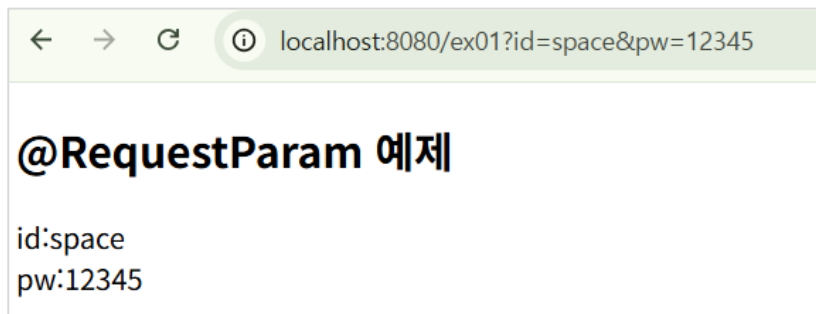 localhost:8080/ex01?id=space&pw=12345
@RequestParam 예제
id:space
pw:12345